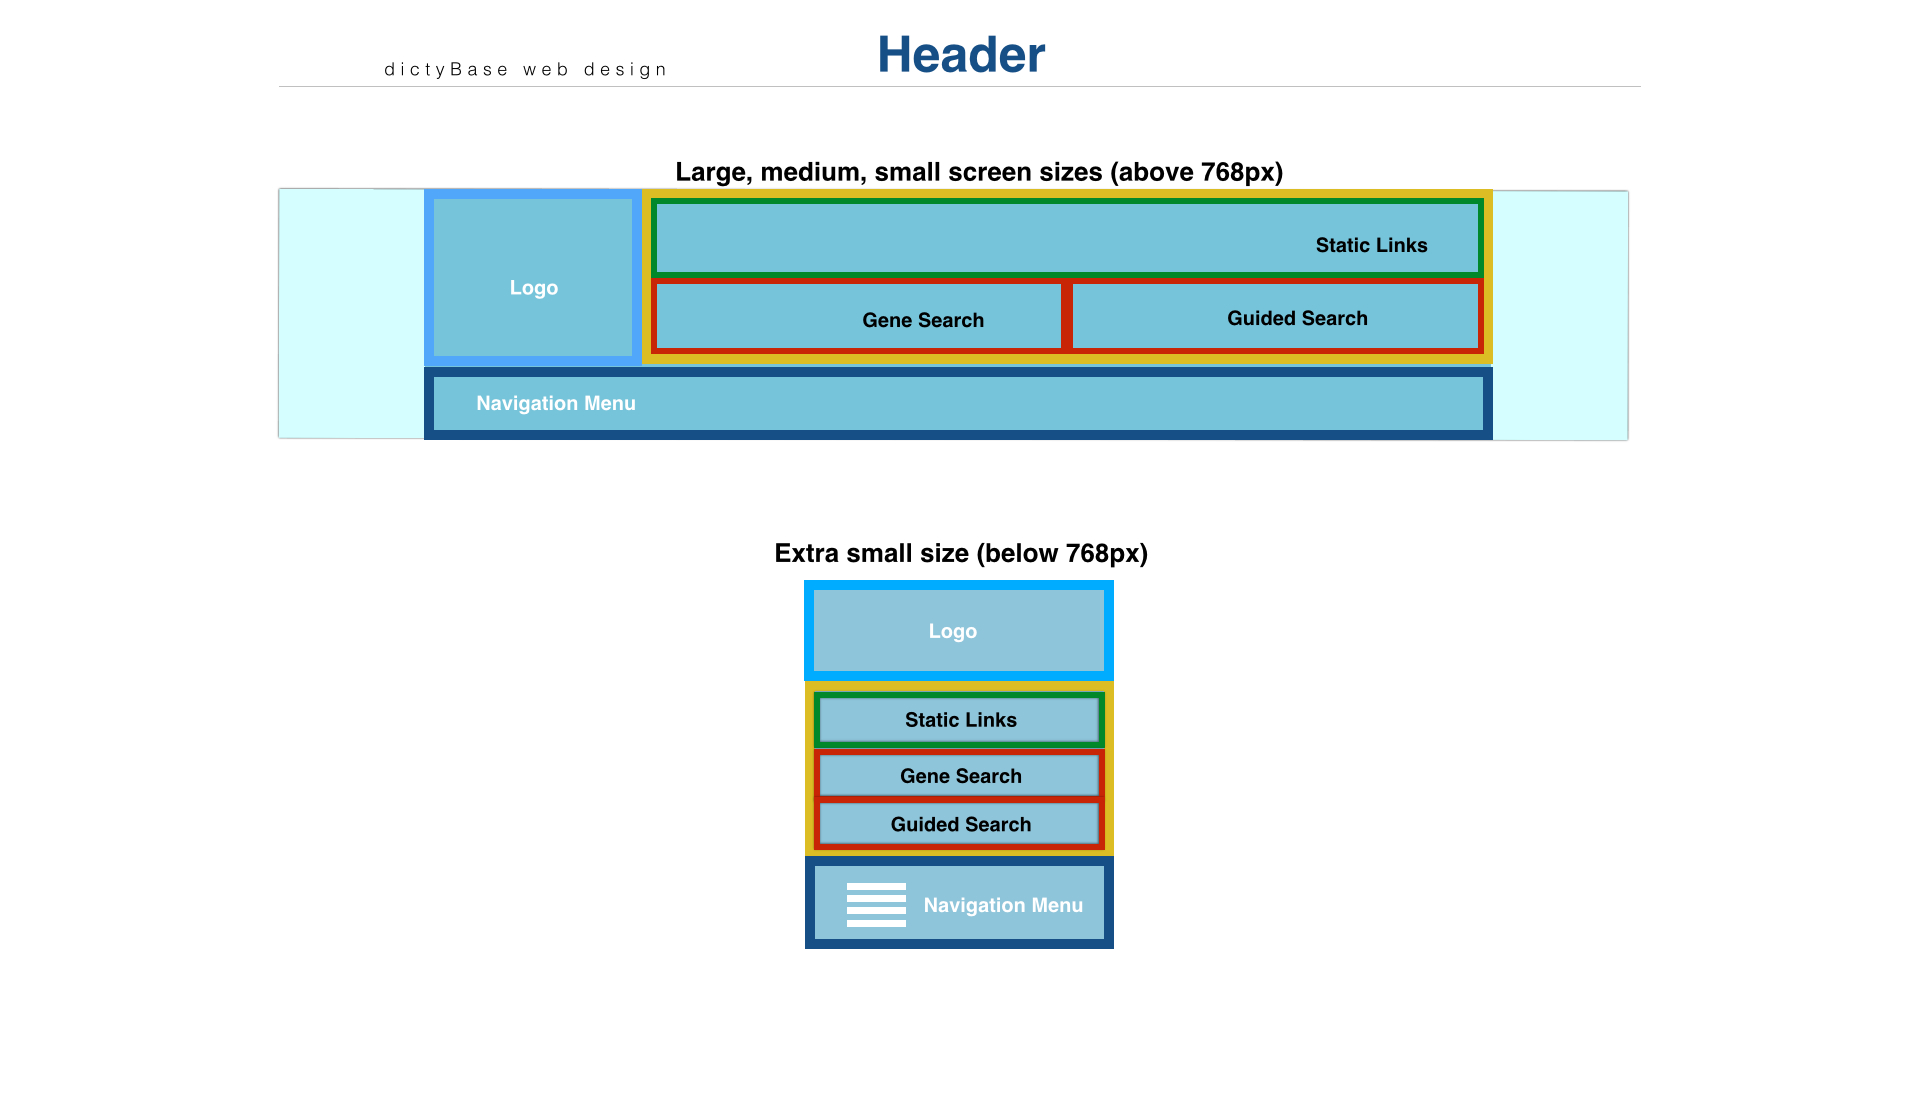 dictyBase web design
Header
Large, medium, small screen sizes (above 768px)
Logo
Static Links
Gene Search
Guided Search
Navigation Menu
Extra small size (below 768px)
Logo
Static Links
Gene Search
Guided Search
Navigation Menu